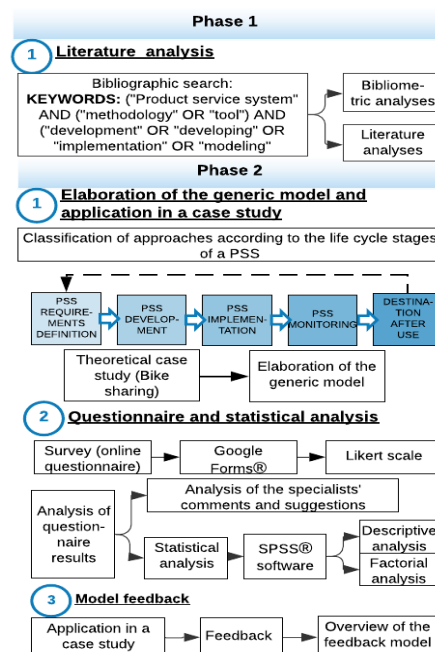 Phase 1
1
Literature analysis
Bibliographic search:
KEYWORDS: ("Product service system"
AND ("methodology" OR "tool") AND
("development" OR "developing" OR
"implementation" OR "modeling"
Bibliome-
tric analyses
Literature
analyses
Phase 2
1
Elaboration of the generic model and
application in a case study
Classification of approaches according to the life cycle stages
of a PSS
PSS
REQUIRE-
MENTS
DEFINITION
PSS
DEVELOP-
MENT
PSS
IMPLEMEN-
TATION
PSS
MONITORING
DESTINA-
TION
AFTER
USE
Theoretical case
study (Bike
sharing)
Elaboration of the
generic model
2
Questionnaire and statistical analysis
Survey (online
questionnaire)
Google
Forms®
Likert scale
Analysis of
question-
naire
results
Analysis of the specialists'
comments and suggestions
Statistical
analysis
SPSS®
software
Descriptive
analysis
Factorial
analysis
3
Model feedback
Application in a
case study
Feedback
Overview of the
feedback model